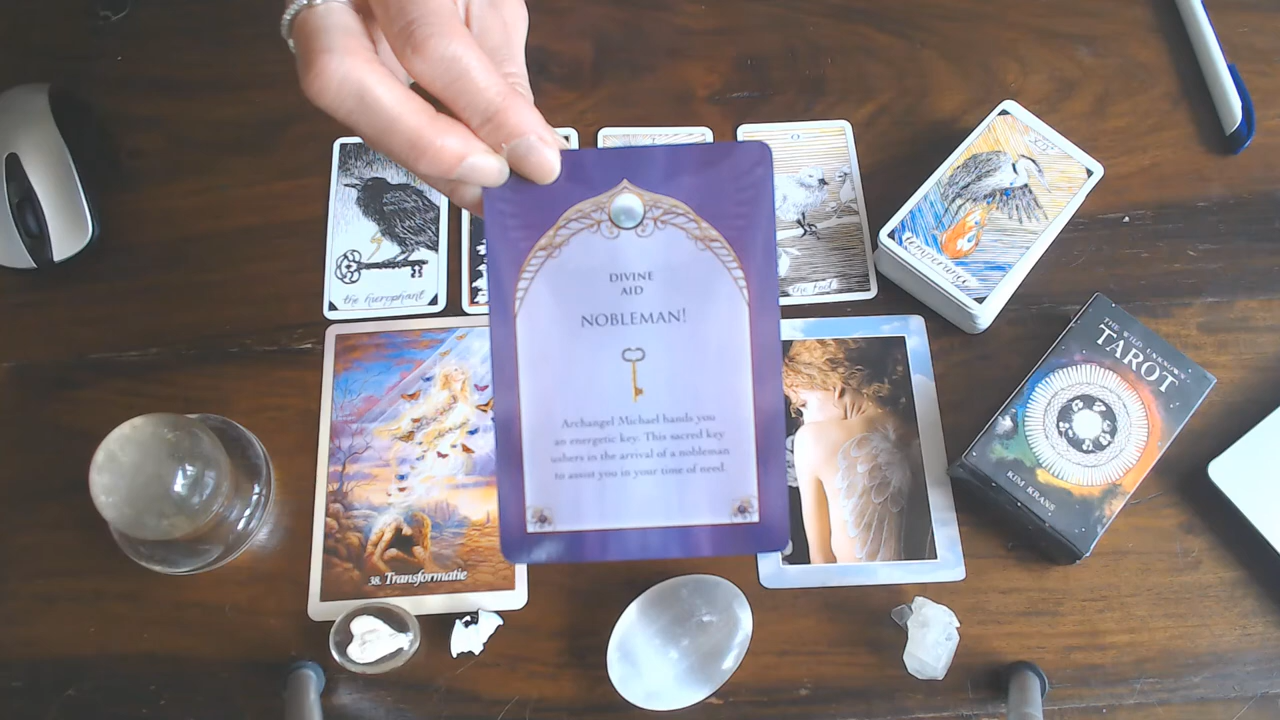 DIVINE
AID
NOBLEMAN!
Archangel Michael hands you
an energetic key. This sacred key
ushers in the arrival of a nobleman
to assist you in your time of need.
the hierophant
0
the fool
XIV
temperance
THE WILD UNKNOWN
TAROT
KIM KRANS
38. Transformatie